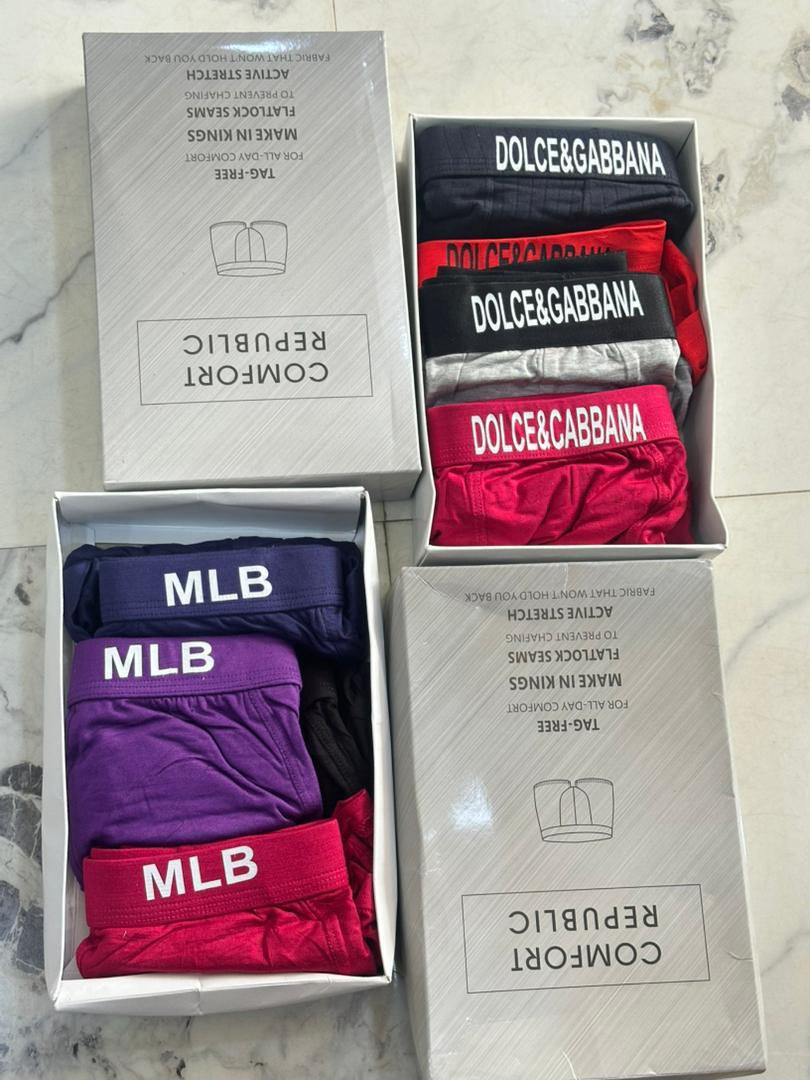 COMFORT
REPUBLIC
TAG-FREE
FOR ALL-DAY COMFORT
MAKE IN KINGS
FLATLOCK SEAMS
TO PREVENT CHAFING
ACTIVE STRETCH
FABRIC THAT WON'T HOLD YOU BACK
DOLCE&GABBANA
DOLCE&GABBANA
DOLCE&GABBANA
DOLCE&CABBANA
MLB
MLB
MLB
COMFORT
REPUBLIC
TAG-FREE
FOR ALL-DAY COMFORT
MAKE IN KINGS
FLATLOCK SEAMS
TO PREVENT CHAFING
ACTIVE STRETCH
FABRIC THAT WON'T HOLD YOU BACK